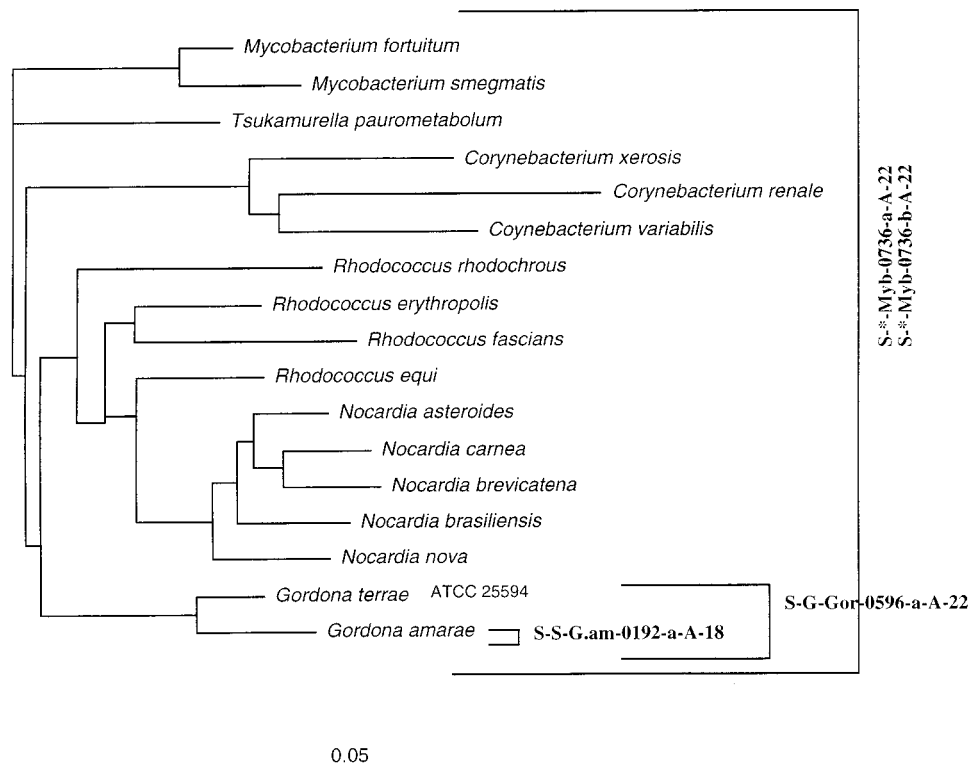 Mycobacterium fortuitum
Mycobacterium smegmatis
Tsukamurella paurometabolum
Corynebacterium xerosis
Corynebacterium renale
Coynebacterium variabilis
Rhodococcus rhodochrous
Rhodococcus erythropolis
Rhodococcus fascians
Rhodococcus equi
Nocardia asteroides
Nocardia carnea
Nocardia brevicatena
Nocardia brasiliensis
Nocardia nova
Gordona terrae ATCC 25594
Gordona amarae
S-S-G.am-0192-a-A-18
S-G-Gor-0596-a-A-22
S-*-Myb-0736-a-A-22
S-*-Myb-0736-b-A-22
0.05